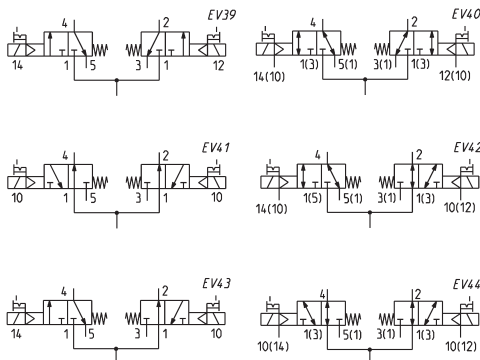 4 2 EV39
14 1 5 3 1 12
4 2 EV40
14(10) 1(3) 5(1) 3(1) 1(3) 12(10)
4 2 EV41
10 1 5 3 1 10
4 2 EV42
14(10) 1(5) 5(1) 3(1) 1(3) 10(12)
4 2 EV43
14 1 5 3 1 10
4 2 EV44
10(14) 1(3) 5(1) 3(1) 1(3) 10(12)